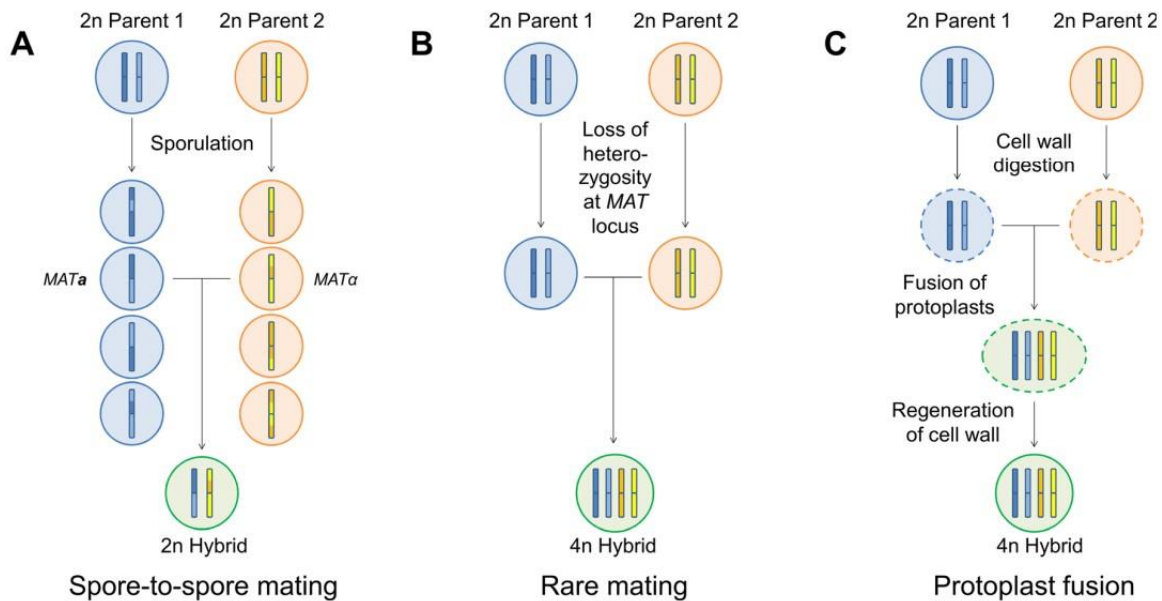 A
2n Parent 1
2n Parent 2
Sporulation
MATa
MATα
2n Hybrid
Spore-to-spore mating
B
2n Parent 1
2n Parent 2
Loss of
hetero-
zygosity
at MAT
locus
4n Hybrid
Rare mating
C
2n Parent 1
2n Parent 2
Cell wall
digestion
Fusion of
protoplasts
Regeneration
of cell wall
4n Hybrid
Protoplast fusion